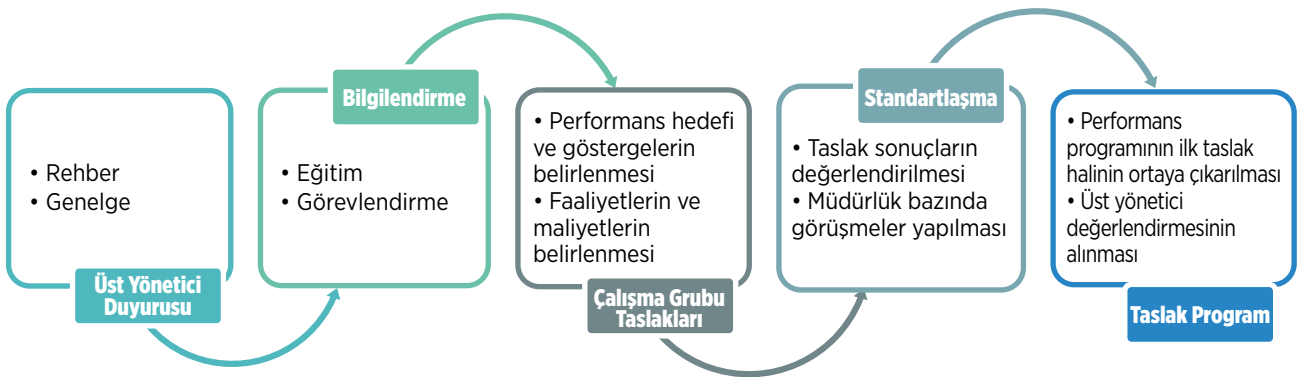 • Rehber
• Genelge
Üst Yönetici
Duyurusu
Bilgilendirme
• Eğitim
• Görevlendirme
• Performans hedefi
ve göstergelerin
belirlenmesi
• Faaliyetlerin ve
maliyetlerin
belirlenmesi
Çalışma Grubu
Taslakları
Standartlaşma
• Taslak sonuçların
değerlendirilmesi
• Müdürlük bazında
görüşmeler yapılması
• Performans
programının ilk taslak
halinin ortaya çıkarılması
• Üst yönetici
değerlendirmesinin
alınması
Taslak Program